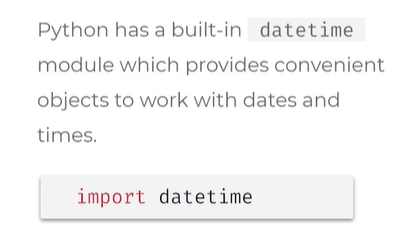 Python has a built-in datetime
module which provides convenient
objects to work with dates and
times.
import datetime